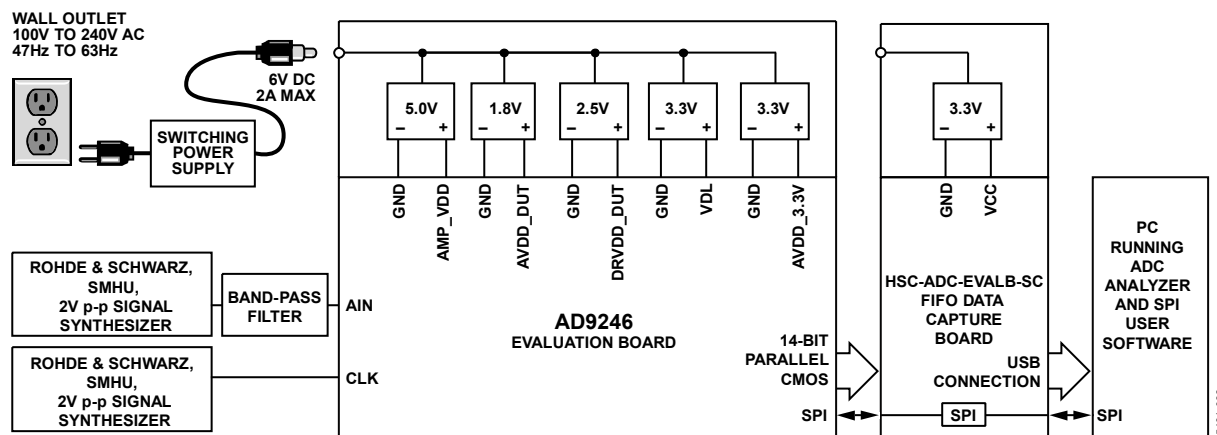 WALL OUTLET
100V TO 240V AC
47Hz TO 63Hz
6V DC
2A MAX
SWITCHING
POWER
SUPPLY
5.0V
– +
1.8V
– +
2.5V
– +
3.3V
– +
3.3V
– +
3.3V
– +
GND
AMP_VDD
GND
AVDD_DUT
GND
DRVDD_DUT
GND
VDL
GND
AVDD_3.3V
GND
VCC
ROHDE & SCHWARZ,
SMHU,
2V p-p SIGNAL
SYNTHESIZER
BAND-PASS
FILTER
AIN
ROHDE & SCHWARZ,
SMHU,
2V p-p SIGNAL
SYNTHESIZER
CLK
AD9246
EVALUATION BOARD
14-BIT
PARALLEL
CMOS
SPI
HSC-ADC-EVALB-SC
FIFO DATA
CAPTURE
BOARD
USB
CONNECTION
SPI
PC
RUNNING
ADC
ANALYZER
AND SPI
USER
SOFTWARE
SPI